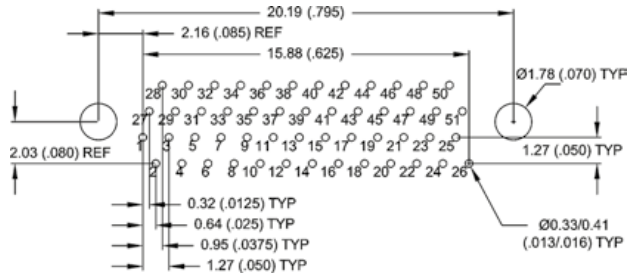 20.19 (.795)
2.16 (.085) REF
15.88 (.625)
28 30 32 34 36 38 40 42 44 46 48 50
Ø1.78 (.070) TYP
27 29 31 33 35 37 39 41 43 45 47 49 51
1 3 5 7 9 11 13 15 17 19 21 23 25
2.03 (.080) REF
1.27 (.050) TYP
2 4 6 8 10 12 14 16 18 20 22 24 26
0.32 (.0125) TYP
0.64 (.025) TYP
Ø0.33/0.41
(.013/.016) TYP
0.95 (.0375) TYP
1.27 (.050) TYP